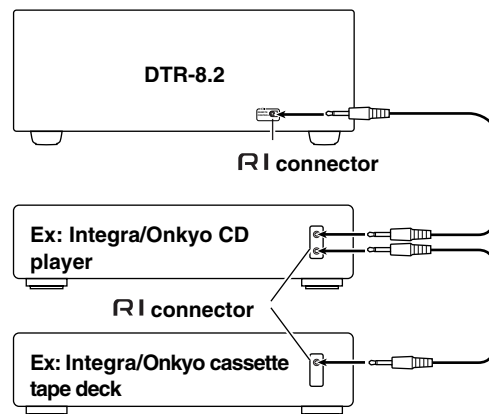 DTR-8.2
RI connector
Ex: Integra/Onkyo CD
player
RI connector
Ex: Integra/Onkyo cassette
tape deck